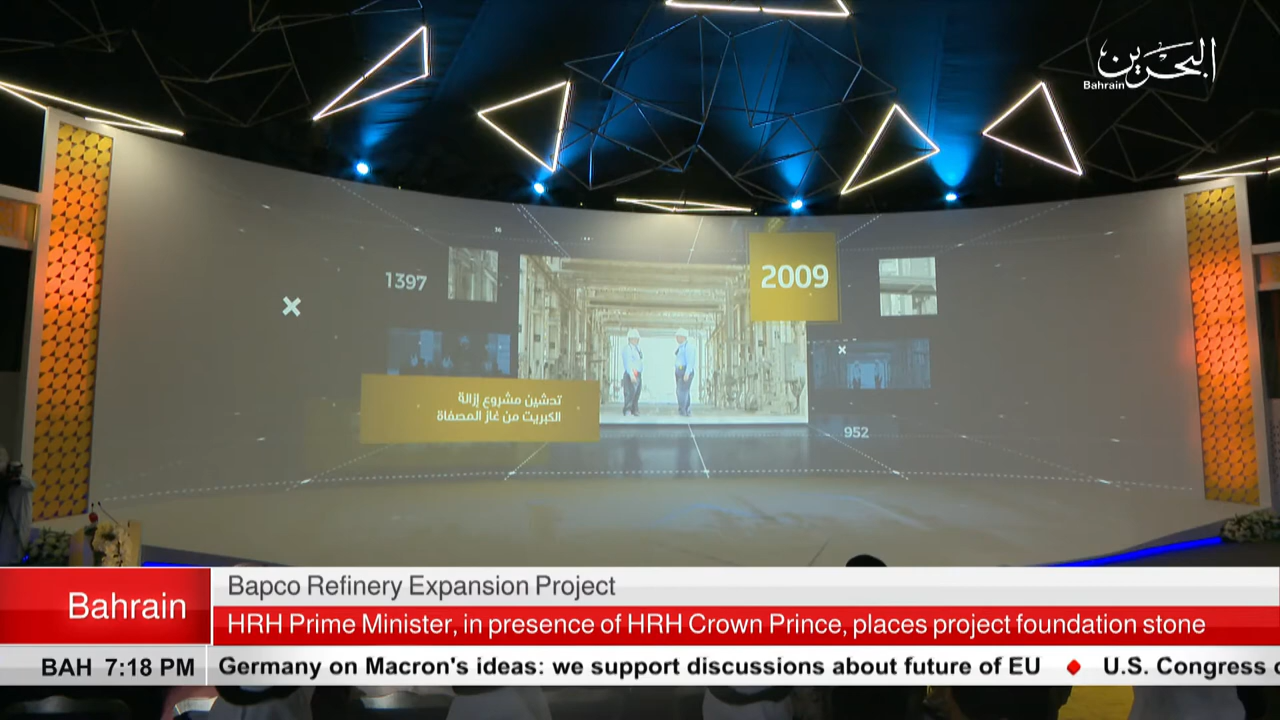 البحرين
Bahrain
2009
1397
تدشين مشروع إزالة
الكبريت من غاز المصفاة
952
Bapco Refinery Expansion Project
Bahrain
HRH Prime Minister, in presence of HRH Crown Prince, places project foundation stone
BAH 7:18 PM
Germany on Macron's ideas: we support discussions about future of EU
U.S. Congress